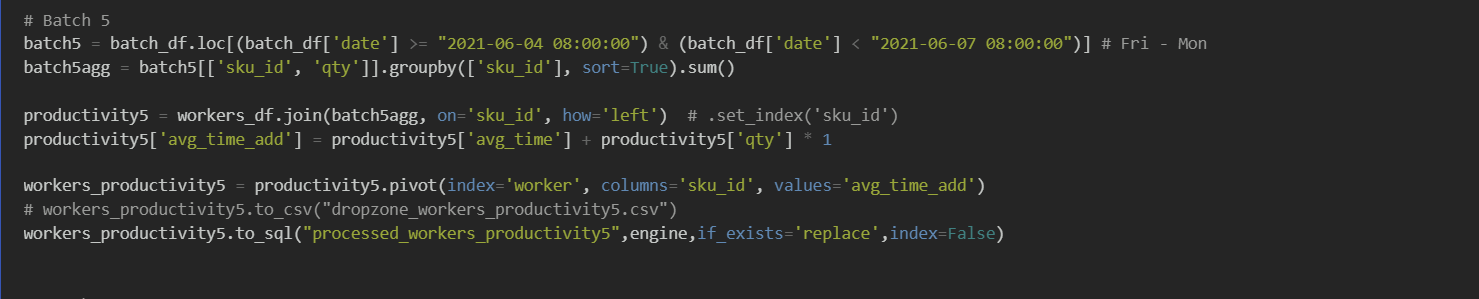 # Batch 5
batch5 = batch_df.loc[(batch_df['date'] >= "2021-06-04 08:00:00") & (batch_df['date'] < "2021-06-07 08:00:00")] # Fri - Mon
batch5agg = batch5[['sku_id', 'qty']].groupby(['sku_id'], sort=True).sum()
productivity5 = workers_df.join(batch5agg, on='sku_id', how='left')  # .set_index('sku_id')
productivity5['avg_time_add'] = productivity5['avg_time'] + productivity5['qty'] * 1
workers_productivity5 = productivity5.pivot(index='worker', columns='sku_id', values='avg_time_add')
# workers_productivity5.to_csv("dropzone_workers_productivity5.csv")
workers_productivity5.to_sql("processed_workers_productivity5",engine,if_exists='replace',index=False)